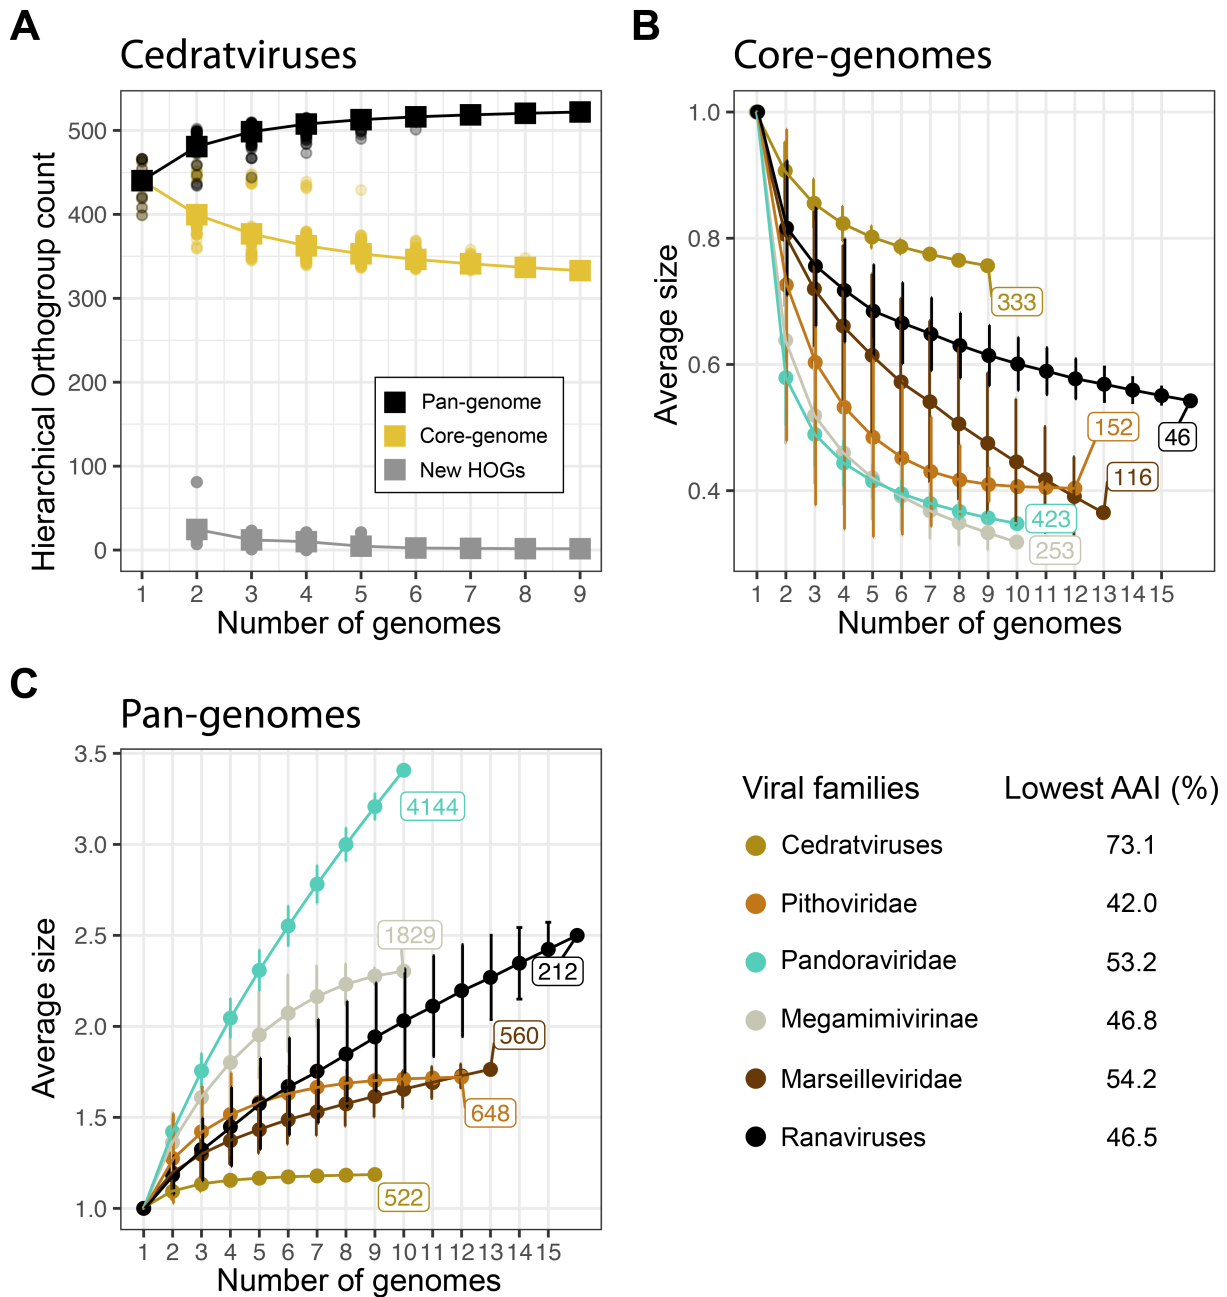 A
Cedratviruses
Hierarchical Orthogroup count
500
400
300
200
100
0
Pan-genome
Core-genome
New HOGs
1 2 3 4 5 6 7 8 9
Number of genomes
B
Core-genomes
Average size
1.0
0.8
0.6
0.4
333
46
152
116
423
253
1 2 3 4 5 6 7 8 9 10 11 12 13 14 15
Number of genomes
C
Pan-genomes
Average size
3.5
3.0
2.5
2.0
1.5
1.0
4144
1829
212
560
648
522
1 2 3 4 5 6 7 8 9 10 11 12 13 14 15
Number of genomes
Viral families Lowest AAI (%)
Cedratviruses 73.1
Pithoviridae 42.0
Pandoraviridae 53.2
Megamimivirinae 46.8
Marseilleviridae 54.2
Ranaviruses 46.5